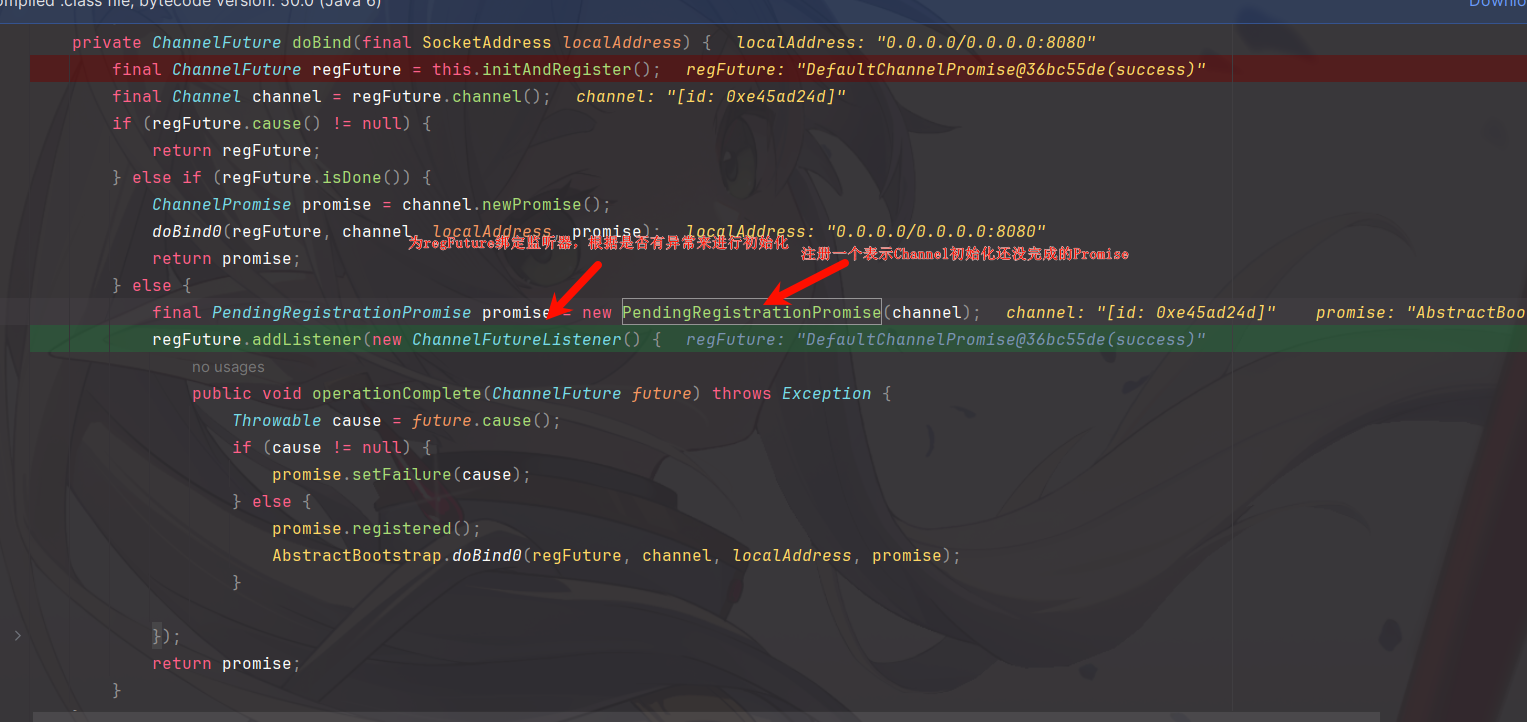 ompiled .class file, bytecode version: 50.0 (Java 6)
Downlo
private ChannelFuture doBind(final SocketAddress localAddress) {  localAddress: "0.0.0.0/0.0.0.0:8080"
final ChannelFuture regFuture = this.initAndRegister();  regFuture: "DefaultChannelPromise@36bc55de(success)"
final Channel channel = regFuture.channel();  channel: "[id: 0xe45ad24d]"
if (regFuture.cause() != null) {
return regFuture;
} else if (regFuture.isDone()) {
ChannelPromise promise = channel.newPromise();
doBind0(regFuture, channel, localAddress, promise);  localAddress: "0.0.0.0/0.0.0.0:8080"
为regFuture绑定监听器，根据是否有异常来进行初始化
注册一个表示Channel初始化还没完成的Promise
return promise;
} else {
final PendingRegistrationPromise promise = new PendingRegistrationPromise(channel);  channel: "[id: 0xe45ad24d]"  promise: "AbstractBoo
regFuture.addListener(new ChannelFutureListener() {  regFuture: "DefaultChannelPromise@36bc55de(success)"
no usages
public void operationComplete(ChannelFuture future) throws Exception {
Throwable cause = future.cause();
if (cause != null) {
promise.setFailure(cause);
} else {
promise.registered();
AbstractBootstrap.doBind0(regFuture, channel, localAddress, promise);
}
});
return promise;
}